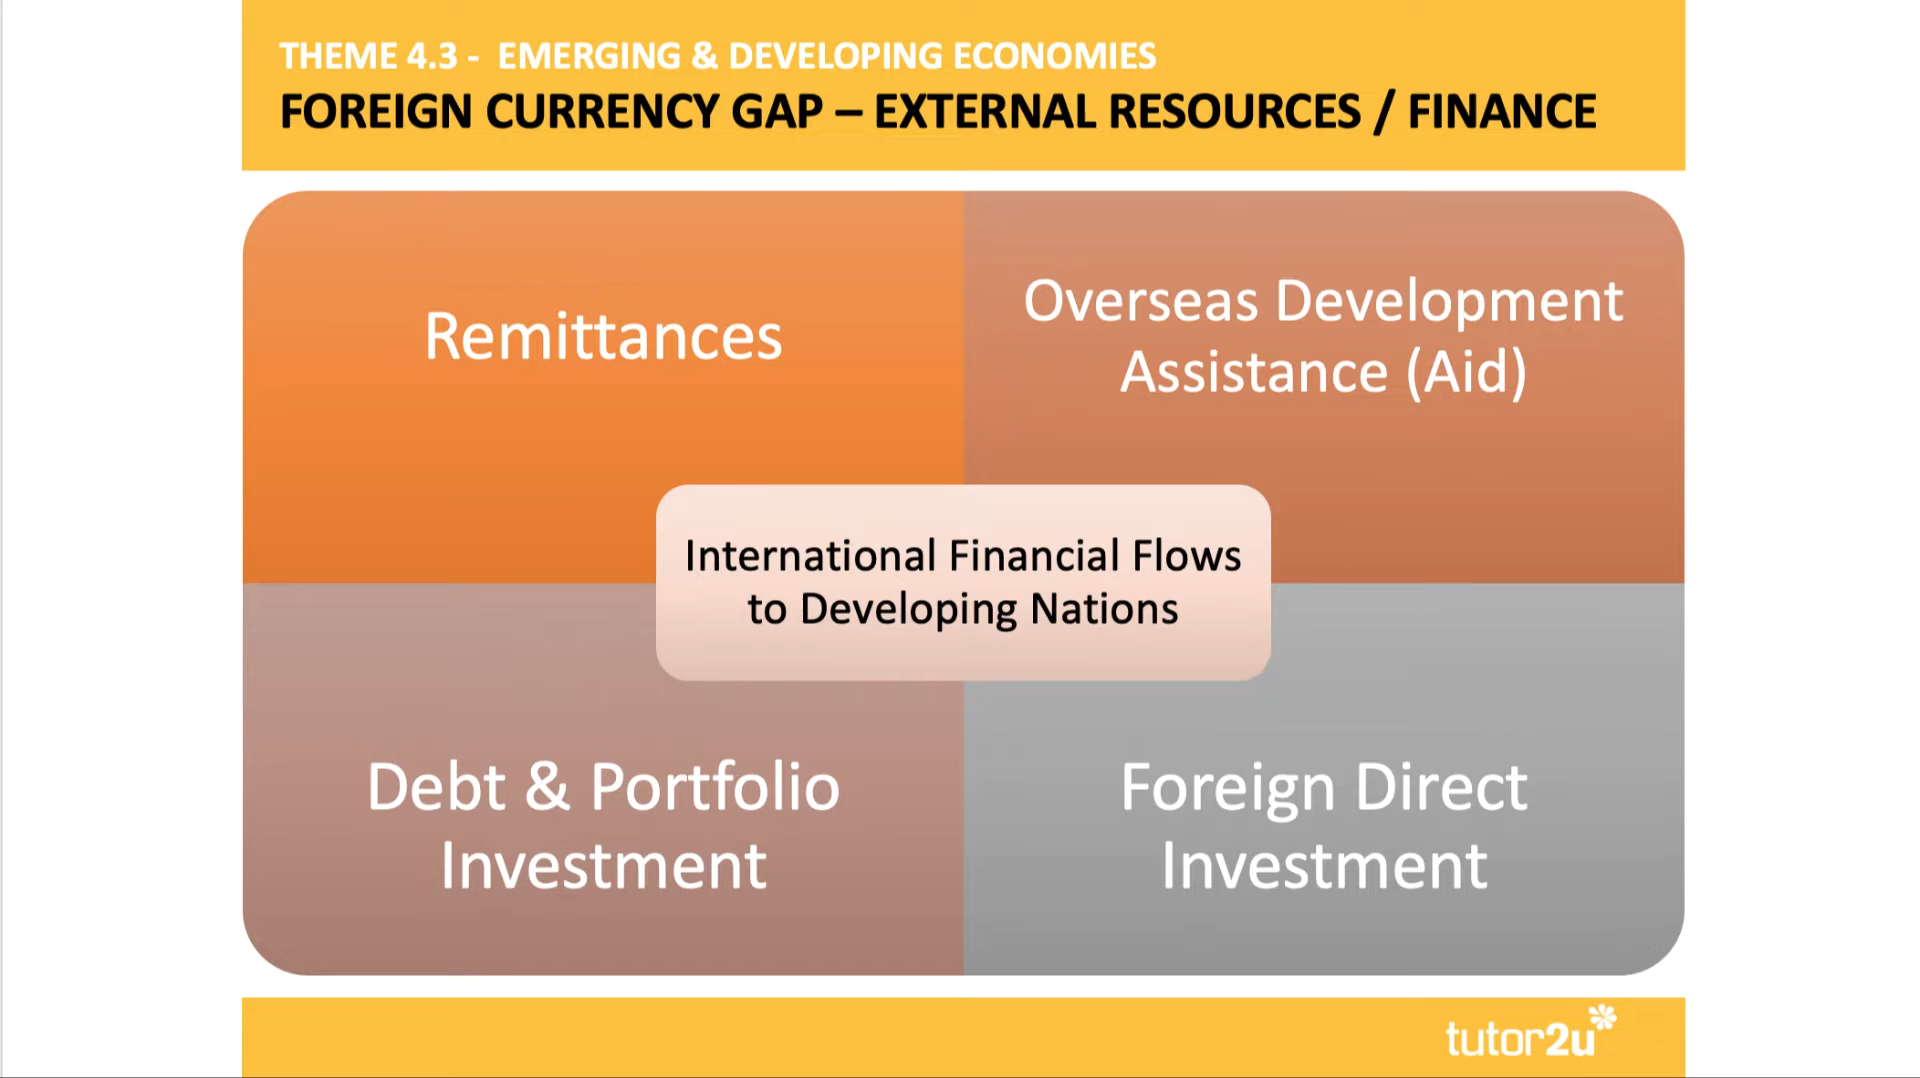 THEME 4.3 - EMERGING & DEVELOPING ECONOMIES
FOREIGN CURRENCY GAP – EXTERNAL RESOURCES / FINANCE
Remittances
Overseas Development
Assistance (Aid)
International Financial Flows
to Developing Nations
Debt & Portfolio
Investment
Foreign Direct
Investment
tutor2u